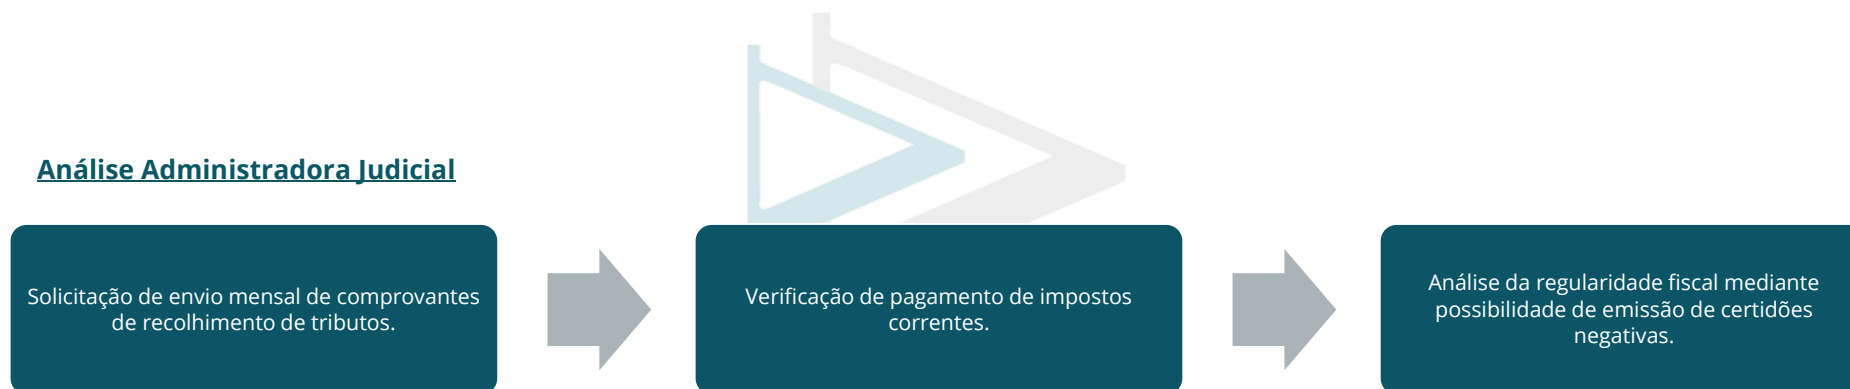 Análise Administradora Judicial
Solicitação de envio mensal de comprovantes
de recolhimento de tributos.
Verificação de pagamento de impostos
correntes.
Análise da regularidade fiscal mediante
possibilidade de emissão de certidões
negativas.